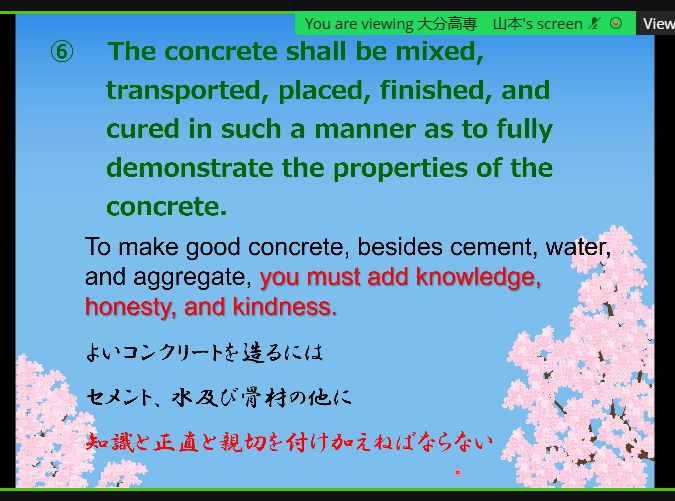 You are viewing 大分高専 山本's screen
View
⑥ The concrete shall be mixed,
transported, placed, finished, and
cured in such a manner as to fully
demonstrate the properties of the
concrete.
To make good concrete, besides cement, water,
and aggregate, you must add knowledge,
honesty, and kindness.
よいコンクリートを造るには
セメント、水及び骨材の他に
知識と正直と親切を付け加えねばならない